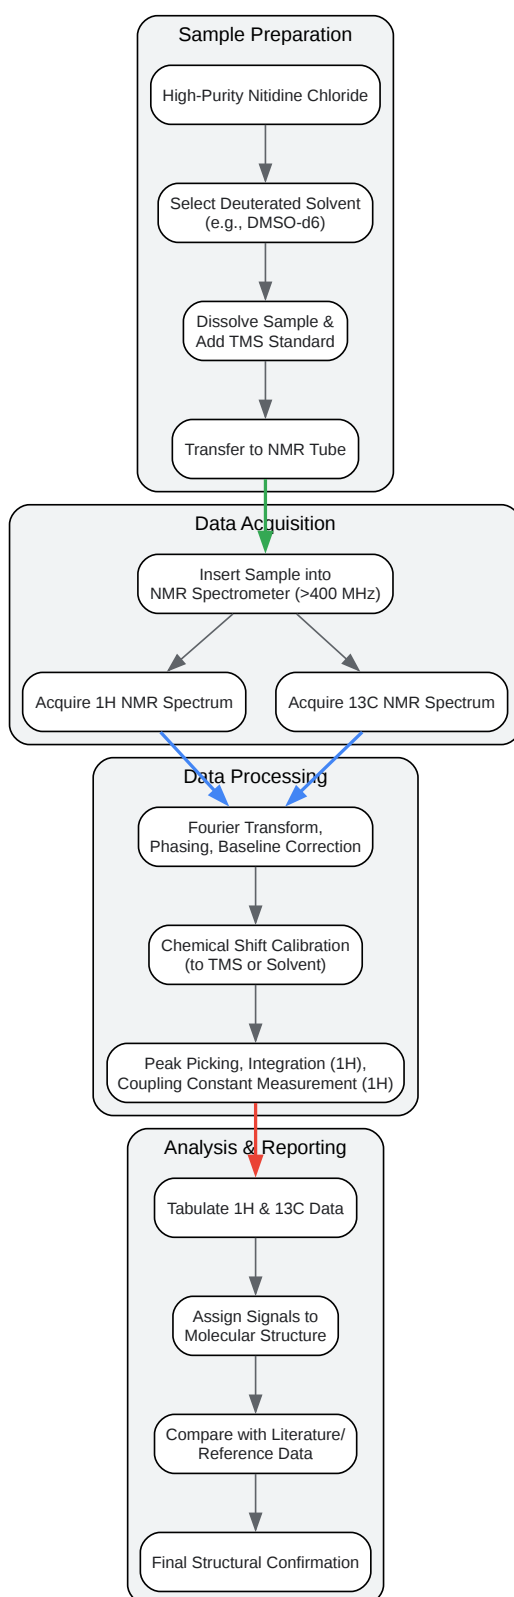 Sample Preparation
High-Purity Nitidine Chloride
Select Deuterated Solvent
(e.g., DMSO-d6)
Dissolve Sample &
Add TMS Standard
Transfer to NMR Tube
Data Acquisition
Insert Sample into
NMR Spectrometer (>400 MHz)
Acquire 1H NMR Spectrum
Acquire 13C NMR Spectrum
Data Processing
Fourier Transform,
Phasing, Baseline Correction
Chemical Shift Calibration
(to TMS or Solvent)
Peak Picking, Integration (1H),
Coupling Constant Measurement (1H)
Analysis & Reporting
Tabulate 1H & 13C Data
Assign Signals to
Molecular Structure
Compare with Literature/
Reference Data
Final Structural Confirmation